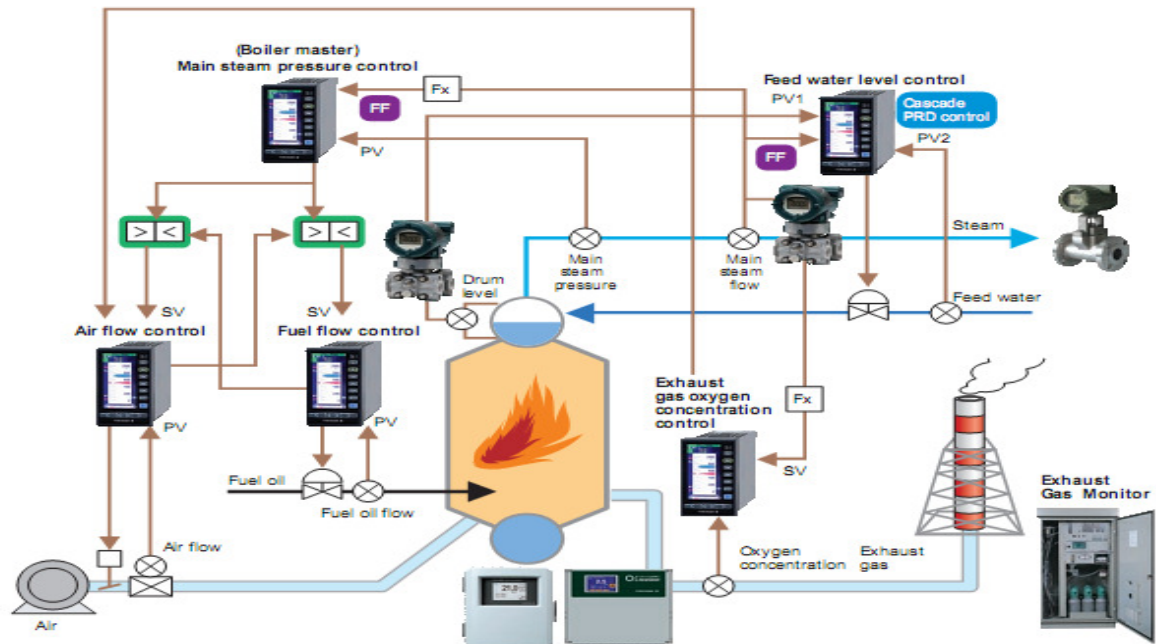 (Boiler master)
Main steam pressure control
FF
Fx
PV
Feed water level control
PV1
Cascade
PRD control
PV2
FF
> <
> <
SV
SV
Drum
level
Main
steam
pressure
Main
steam
flow
Steam
Feed water
Air flow control
Fuel flow control
PV
PV
Exhaust
gas oxygen
concentration
control
Fx
SV
Fuel oil
Fuel oil flow
Air flow
Air
Oxygen
concentration
Exhaust
gas
Exhaust
Gas Monitor